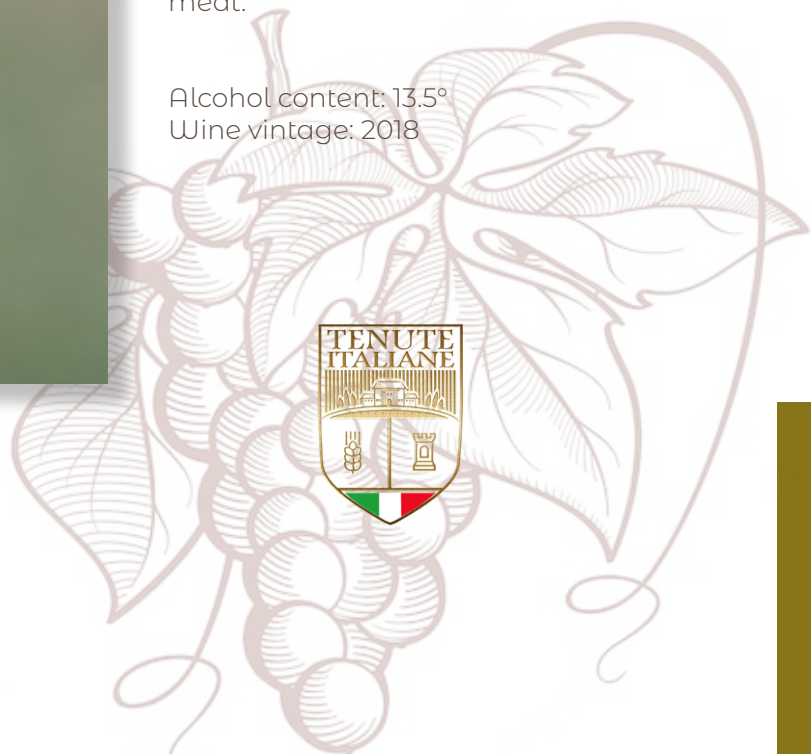 meat.
Alcohol content: 13.5°
Wine vintage: 2018
TENUTE
ITALIANE